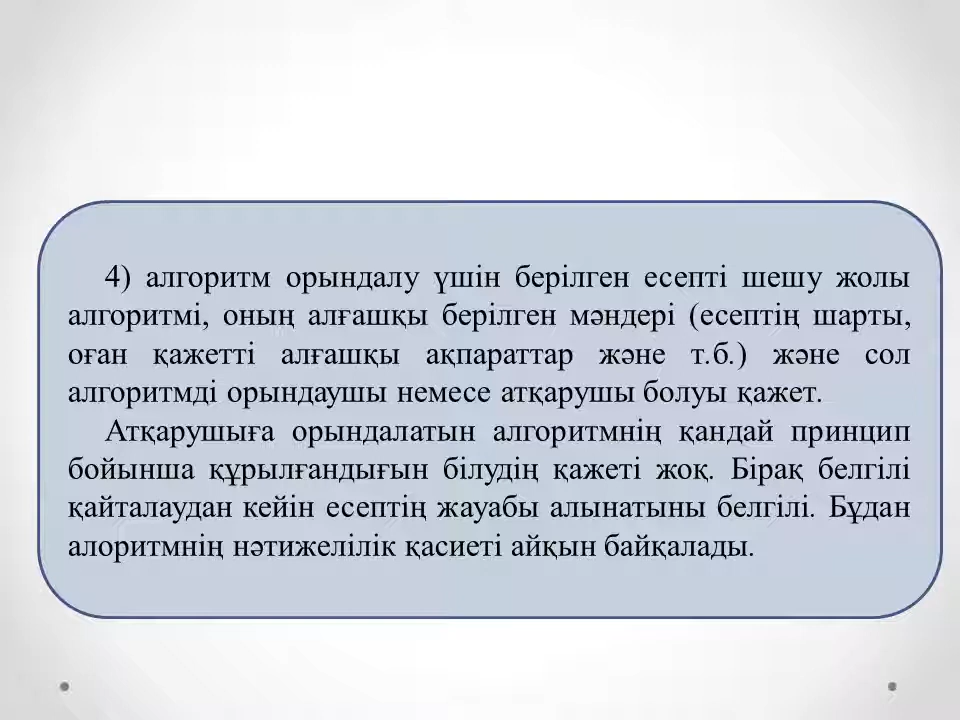 4) алгоритм орындалу үшін берілген есепті шешу жолы
алгоритмі, оның алғашқы берілген мәндері (есептің шарты,
оған қажетті алғашқы ақпараттар және т.б.) және сол
алгоритмді орындаушы немесе атқарушы болуы қажет.
Атқарушыға орындалатын алгоритмнің қандай принцип
бойынша құрылғандығын білудің қажеті жоқ. Бірақ белгілі
қайталаудан кейін есептің жауабы алынатыны белгілі. Бұдан
алоритмнің нәтижелілік қасиеті айқын байқалады.